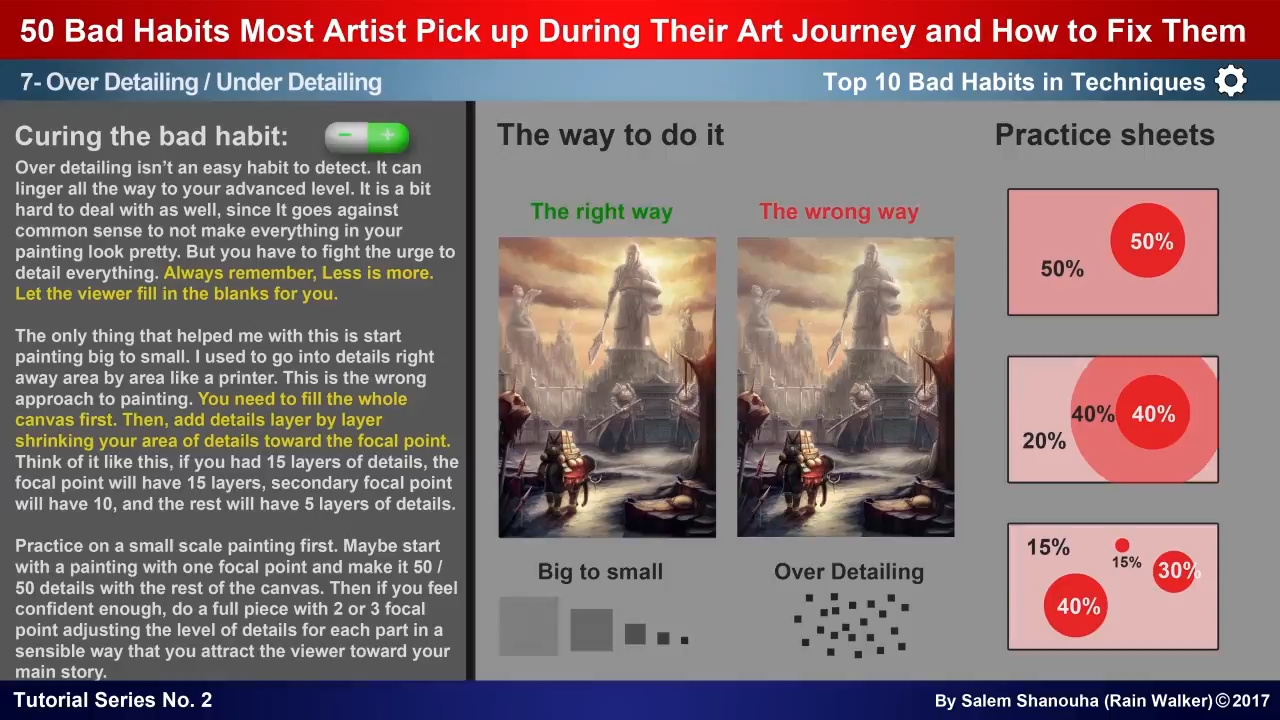 50 Bad Habits Most Artist Pick up During Their Art Journey and How to Fix Them
7- Over Detailing / Under Detailing
Top 10 Bad Habits in Techniques
Curing the bad habit:
Over detailing isn't an easy habit to detect. It can
linger all the way to your advanced level. It is a bit
hard to deal with as well, since It goes against
common sense to not make everything in your
painting look pretty. But you have to fight the urge to
detail everything. Always remember, Less is more.
Let the viewer fill in the blanks for you.
The only thing that helped me with this is start
painting big to small. I used to go into details right
away area by area like a printer. This is the wrong
approach to painting. You need to fill the whole
canvas first. Then, add details layer by layer
shrinking your area of details toward the focal point.
Think of it like this, if you had 15 layers of details, the
focal point will have 15 layers, secondary focal point
will have 10, and the rest will have 5 layers of details.
Practice on a small scale painting first. Maybe start
with a painting with one focal point and make it 50 /
50 details with the rest of the canvas. Then if you feel
confident enough, do a full piece with 2 or 3 focal
point adjusting the level of details for each part in a
sensible way that you attract the viewer toward your
main story.
The way to do it
The right way
The wrong way
Big to small
Over Detailing
Practice sheets
50%
50%
40%
40%
20%
15%
15%
30%
40%
Tutorial Series No. 2
By Salem Shanouha (Rain Walker) © 2017